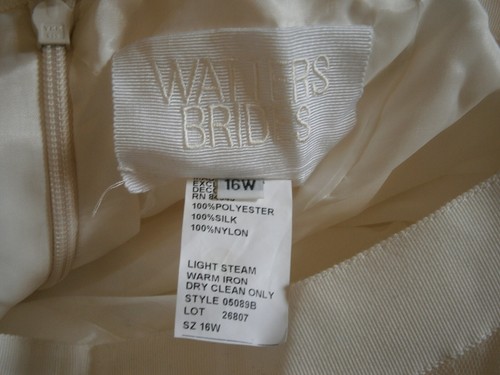 WATTERS
BRIDES
16W
100%POLYESTER
100%SILK
100%NYLON
LIGHT STEAM
WARM IRON
DRY CLEAN ONLY
STYLE 05089B
LOT 26807
SZ 16W